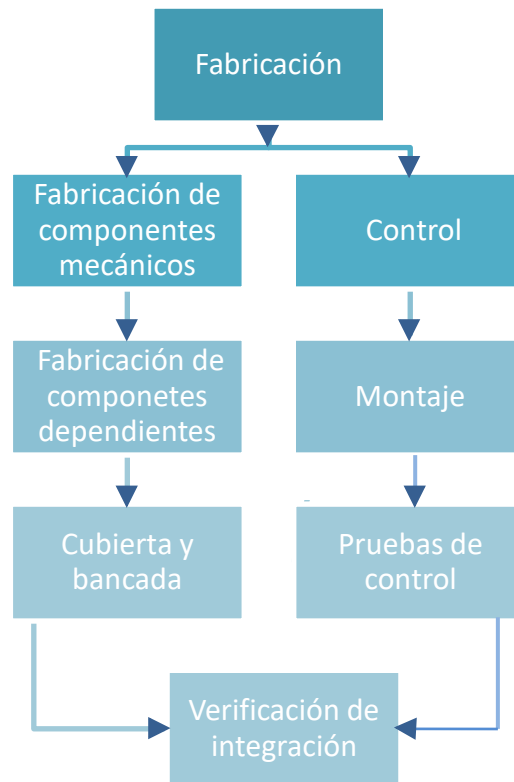 Fabricación
Fabricación de
componentes
mecánicos
Control
Fabricación de
componetes
dependientes
Montaje
Cubierta y
bancada
Pruebas de
control
Verificación de
integración